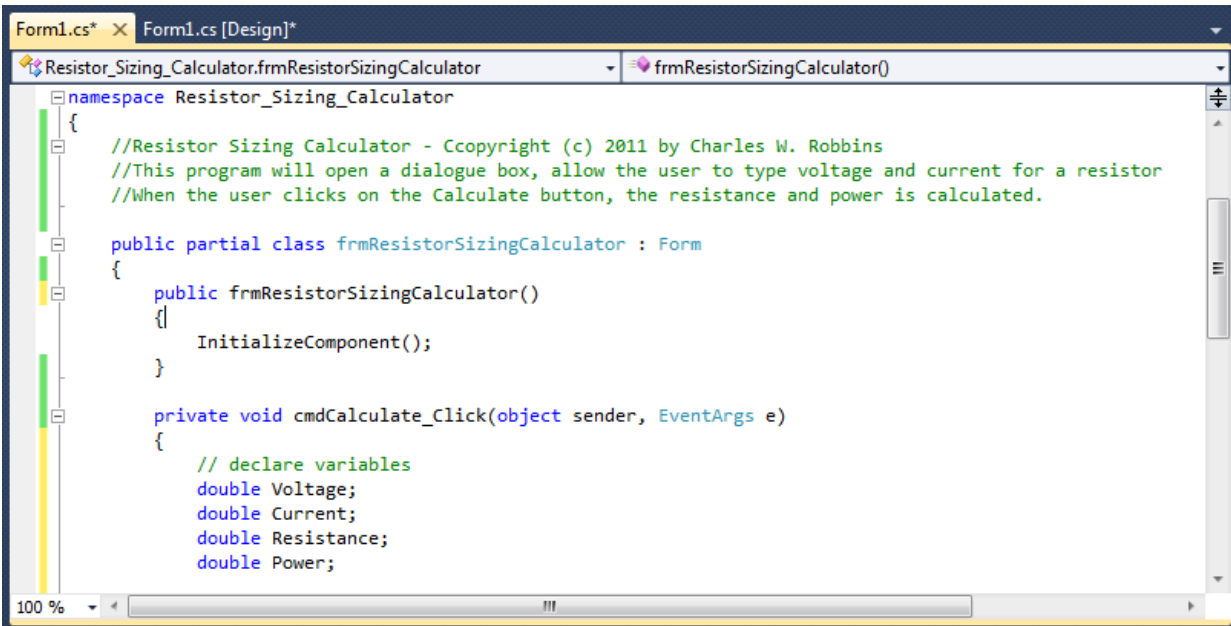 Form1.cs* X Form1.cs [Design]*
Resistor_Sizing_Calculator.frmResistorSizingCalculator frmResistorSizingCalculator()
namespace Resistor_Sizing_Calculator
{
//Resistor Sizing Calculator - Ccopyright (c) 2011 by Charles W. Robbins
//This program will open a dialogue box, allow the user to type voltage and current for a resistor
//When the user clicks on the Calculate button, the resistance and power is calculated.
public partial class frmResistorSizingCalculator : Form
{
public frmResistorSizingCalculator()
{
InitializeComponent();
}
private void cmdCalculate_Click(object sender, EventArgs e)
{
// declare variables
double Voltage;
double Current;
double Resistance;
double Power;
100 %